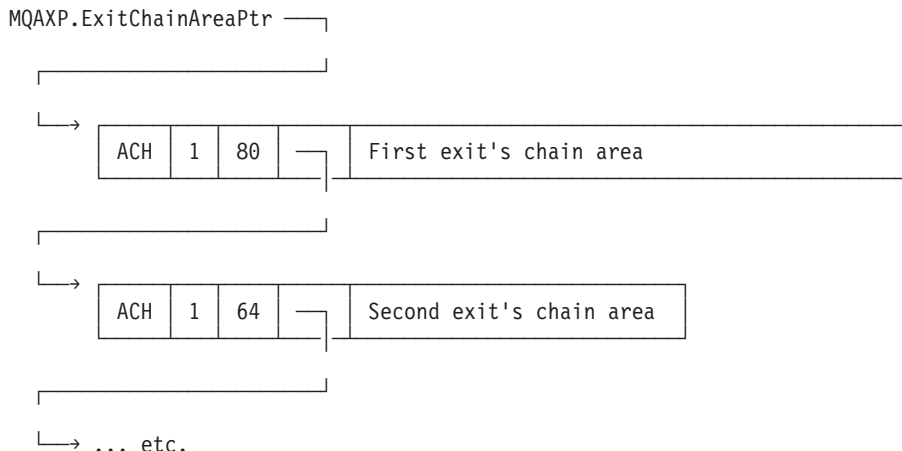 MQAXP.ExitChainAreaPtr
ACH 1 80 First exit's chain area
ACH 1 64 Second exit's chain area
... etc.